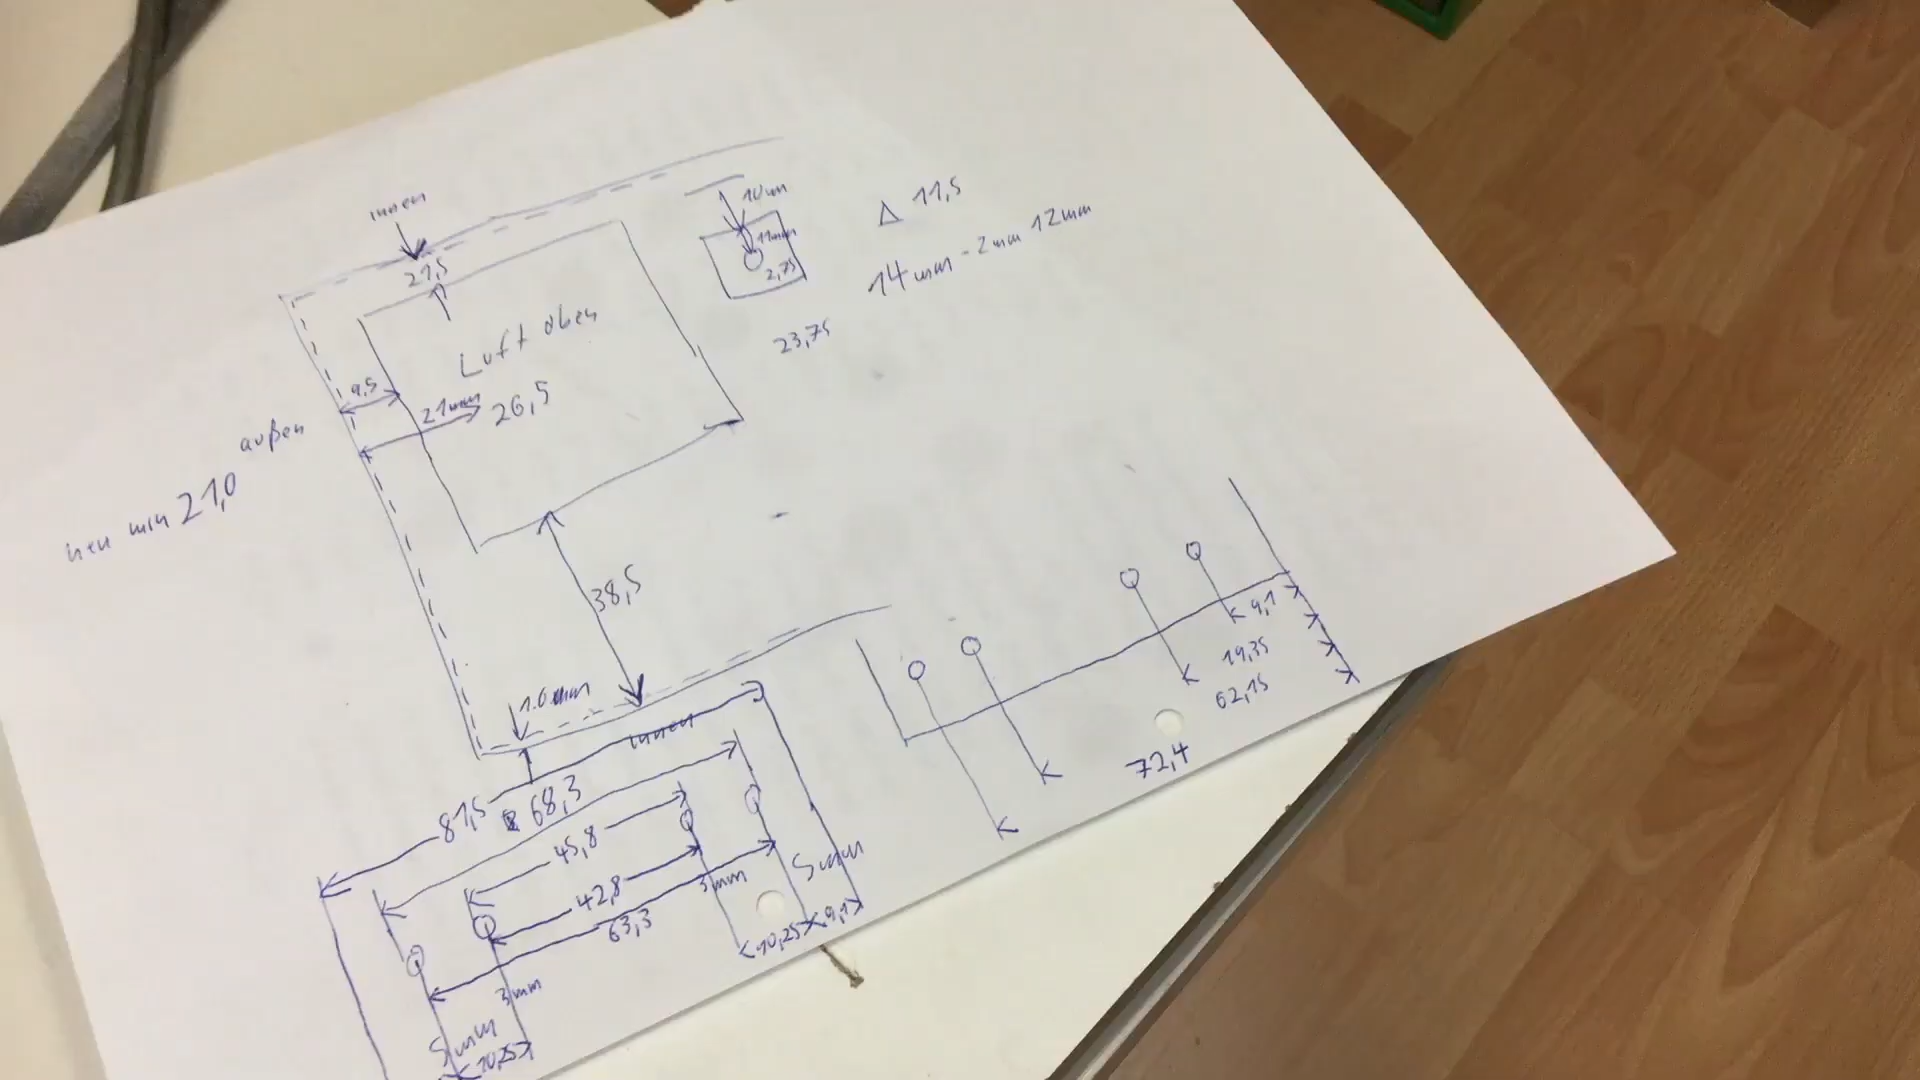 innen
21,5
Luft oben
9,5
21mm
26,5
außen
neu min 21,0
38,5
10mm
11mm
2,75
Δ 11,5
14mm - 2mm 12mm
23,75
1.0mm
innen
81,5
68,3
45,8
42,8
63,3
3mm
5mm
10,25
9,1
3mm
5mm
10,25
9,1
19,35
62,15
72,4